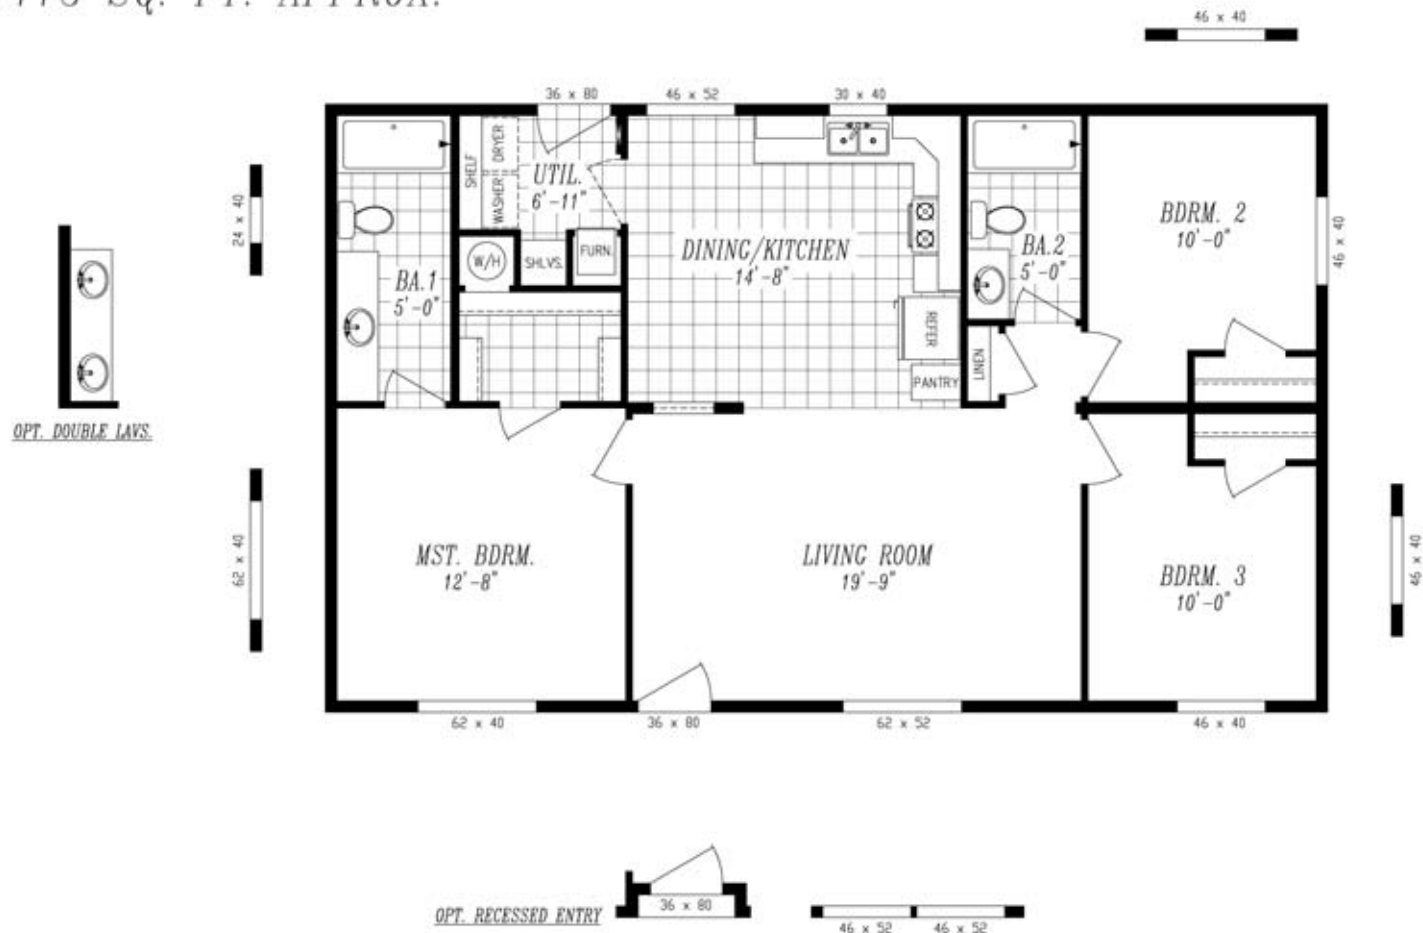 SQ. FT. APPROX.
46 x 40
36 x 80
46 x 52
30 x 40
24 x 40
SHELF
DRYER
WASHER
UTIL.
6'-11"
BDRM. 2
10'-0"
46 x 40
DINING/KITCHEN
14'-8"
BA.2
5'-0"
W/H
SHLVS.
FURN.
BA.1
5'-0"
REFER
LINEN
PANTRY
OPT. DOUBLE LAVS.
62 x 40
MST. BDRM.
12'-8"
LIVING ROOM
19'-9"
BDRM. 3
10'-0"
46 x 40
62 x 40
36 x 80
62 x 52
46 x 40
36 x 80
OPT. RECESSED ENTRY
46 x 52
46 x 52